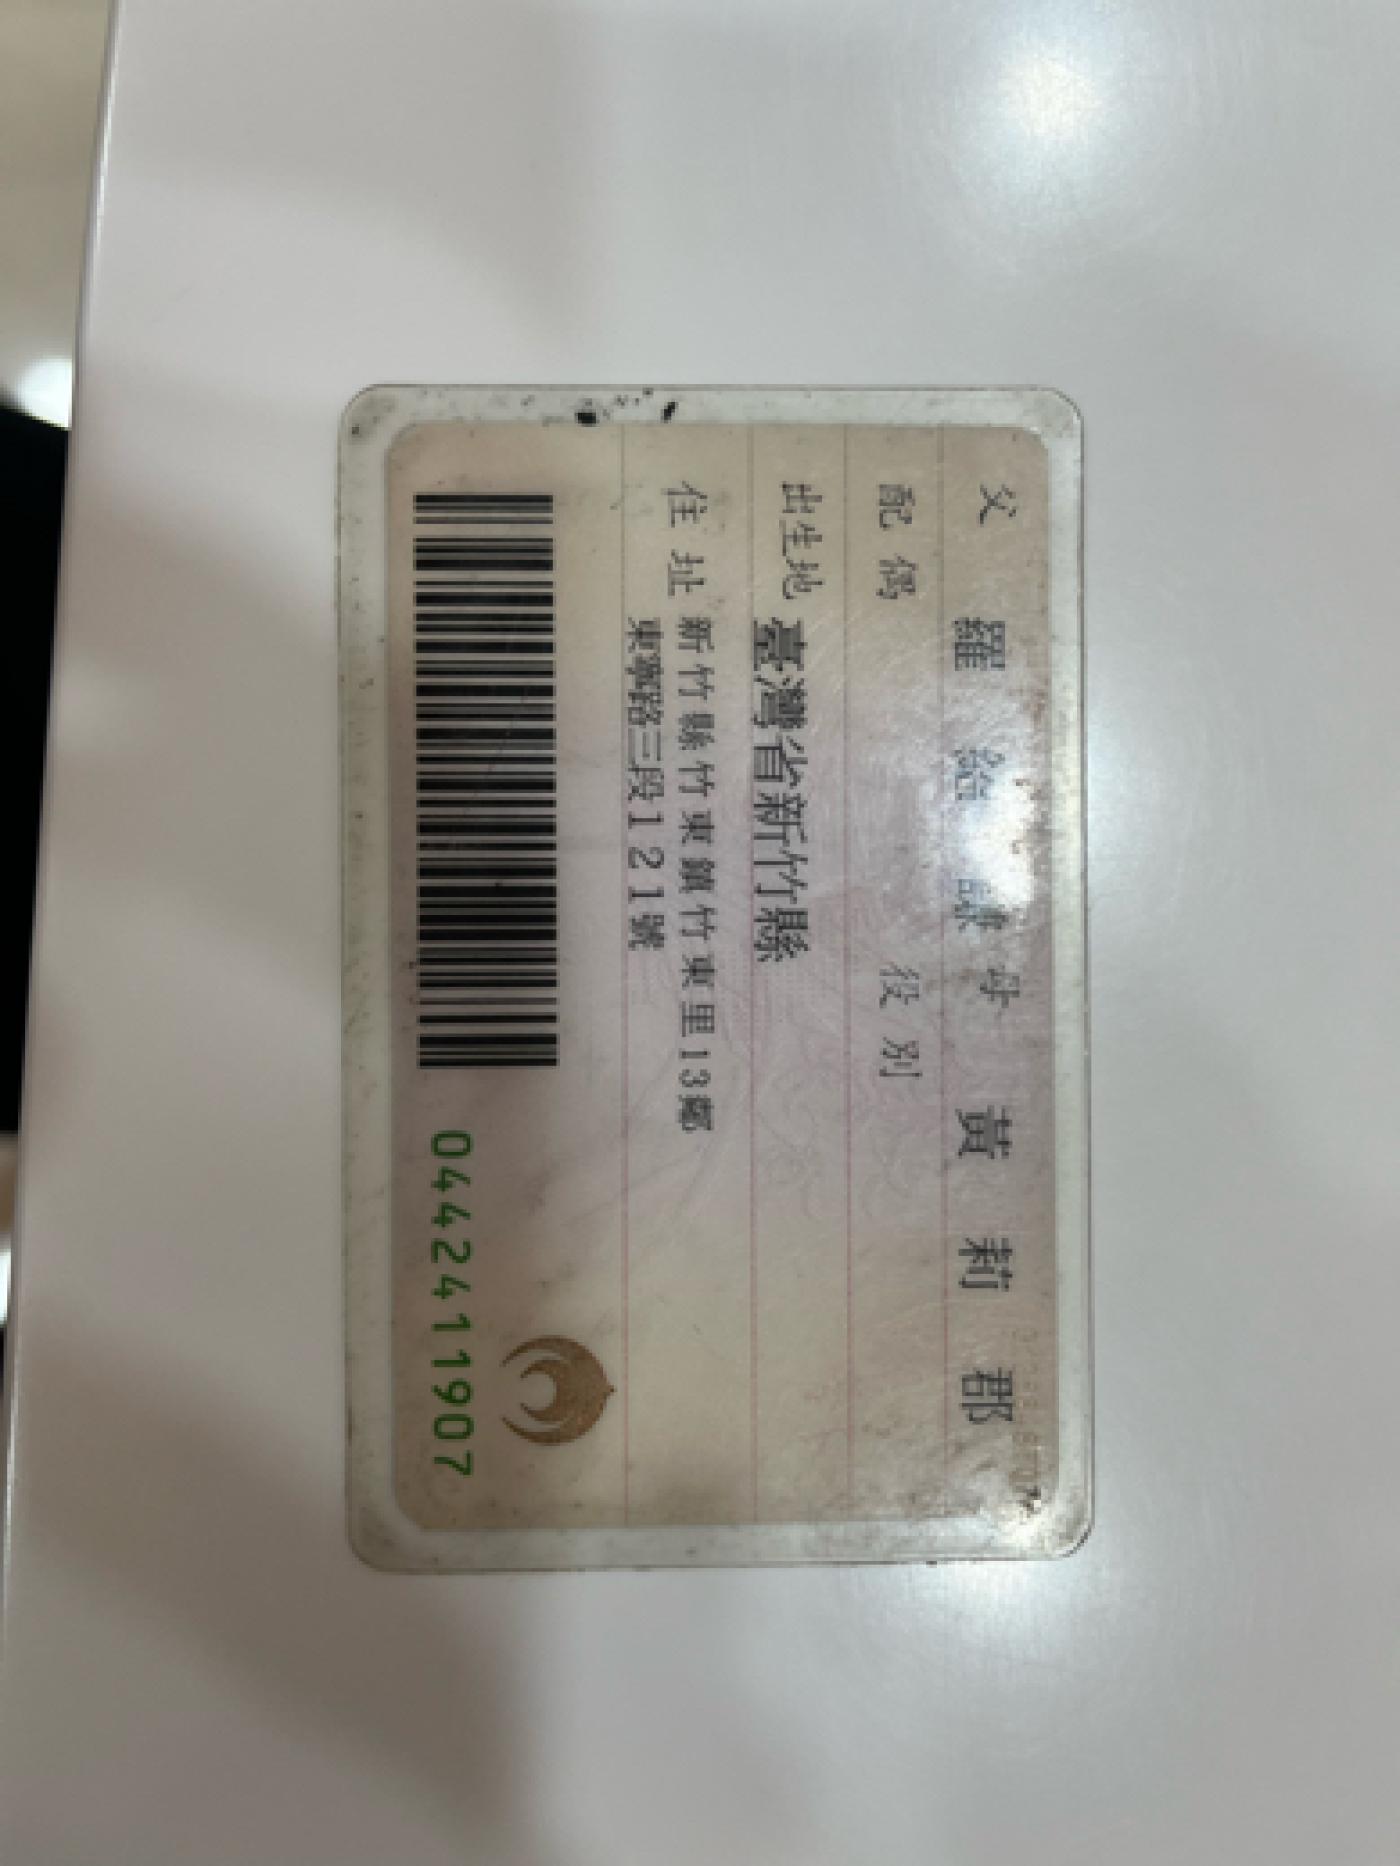 父 羅 母 黃莉郡
配偶 役別
出生地 臺灣省新竹縣
住址 新竹縣竹東鎮竹東里13鄰
東寧路三段121號
0442411907